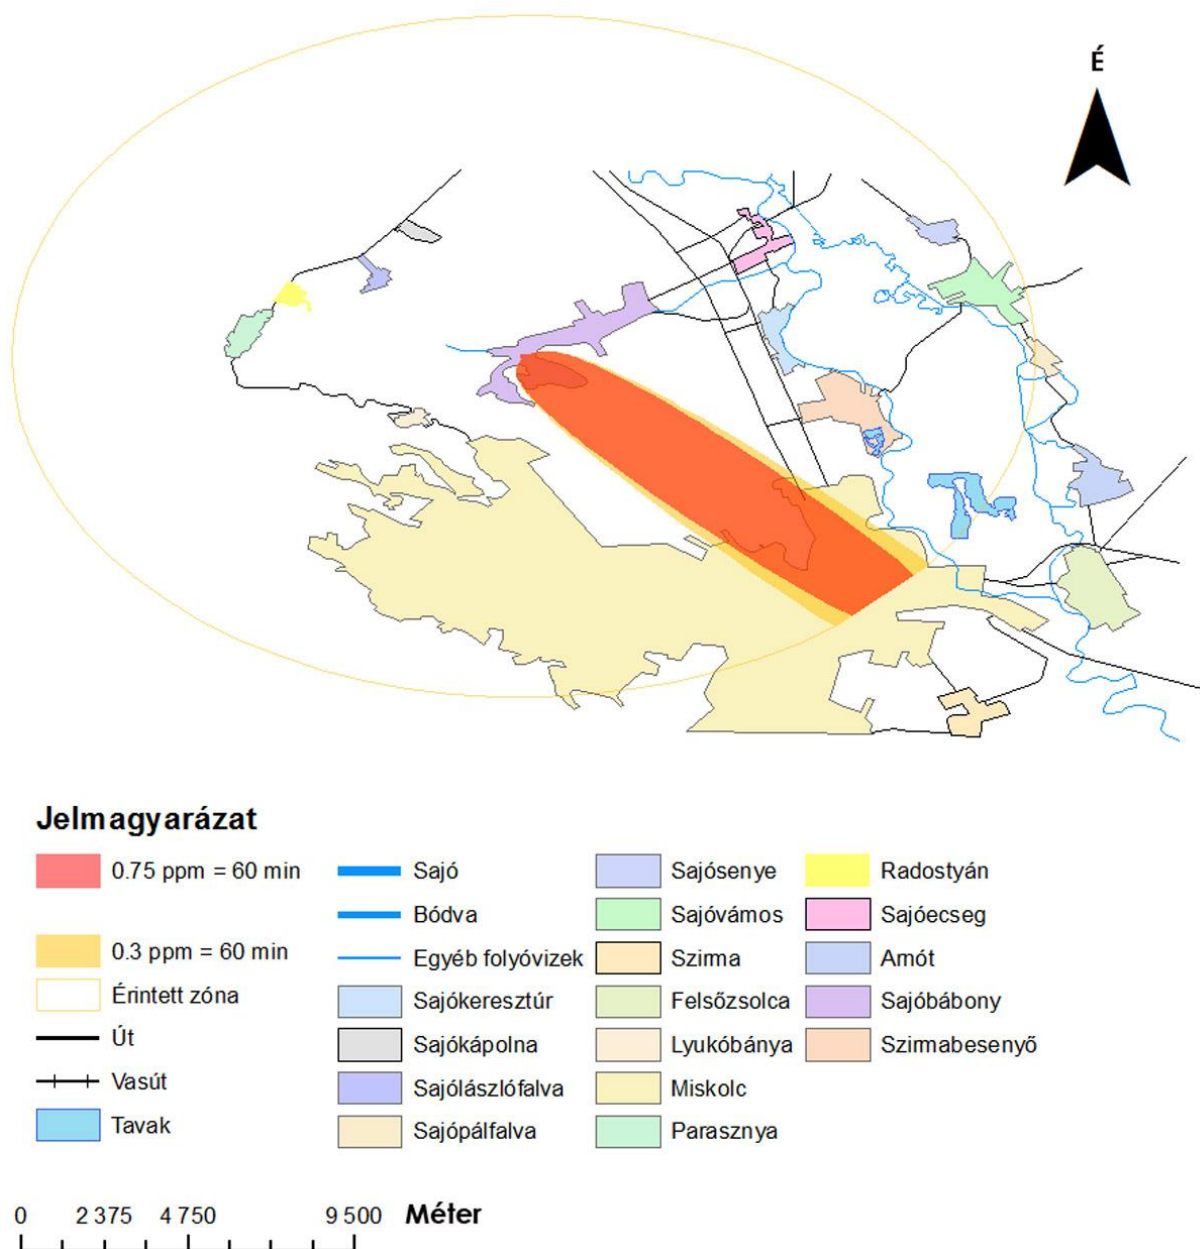 É
Jelmagyarázat
0.75 ppm = 60 min
0.3 ppm = 60 min
Érintett zóna
Út
Vasút
Tavak
Sajó
Bódva
Egyéb folyóvizek
Sajókeresztúr
Sajókápolna
Sajólászlófalva
Sajópálfalva
Sajósenye
Sajóvámos
Szirma
Felsőzsolca
Lyukóbánya
Miskolc
Parasznya
Radostyán
Sajóecseg
Amót
Sajóbábony
Szirmabesenyő
0 2 375 4 750 9 500 Méter